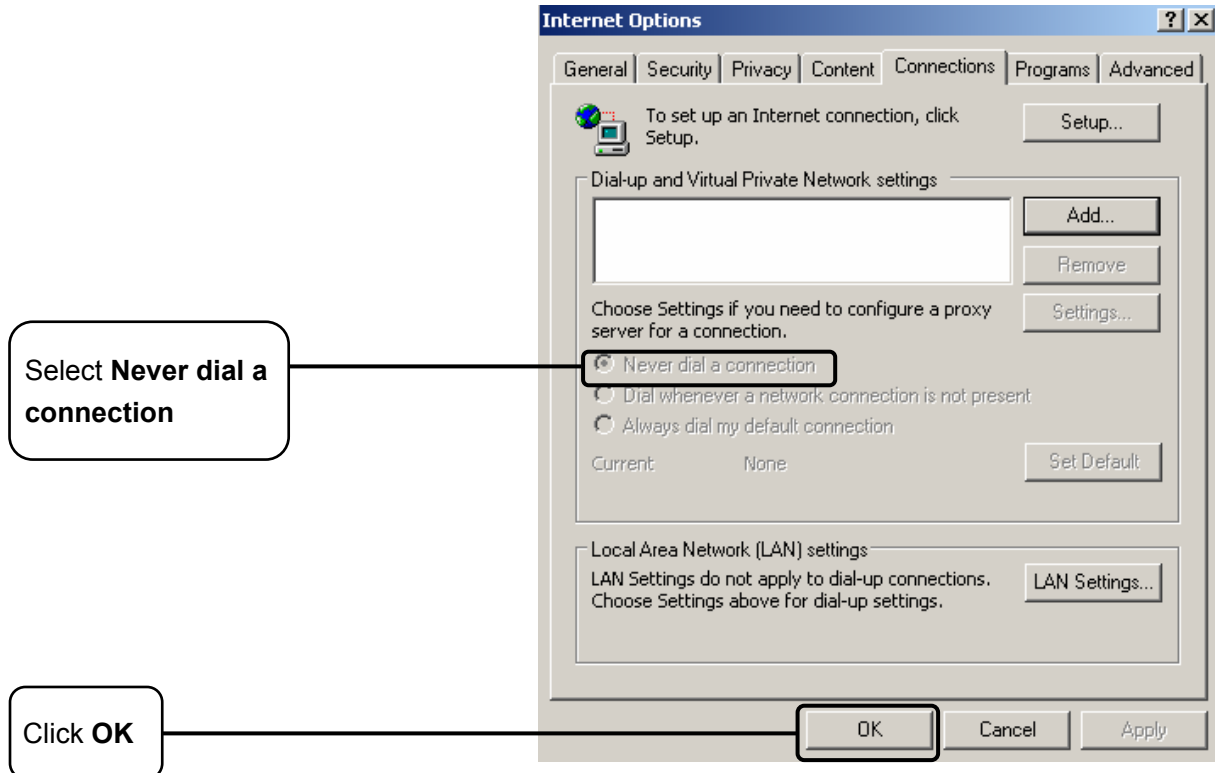 Internet Options
General Security Privacy Content Connections Programs Advanced
To set up an Internet connection, click
Setup.
Setup...
Dial-up and Virtual Private Network settings
Add...
Remove
Choose Settings if you need to configure a proxy
server for a connection.
Settings...
Select Never dial a
connection
Never dial a connection
Dial whenever a network connection is not present
Always dial my default connection
Current None
Set Default
Local Area Network (LAN) settings
LAN Settings do not apply to dial-up connections.
Choose Settings above for dial-up settings.
LAN Settings...
Click OK
OK Cancel Apply